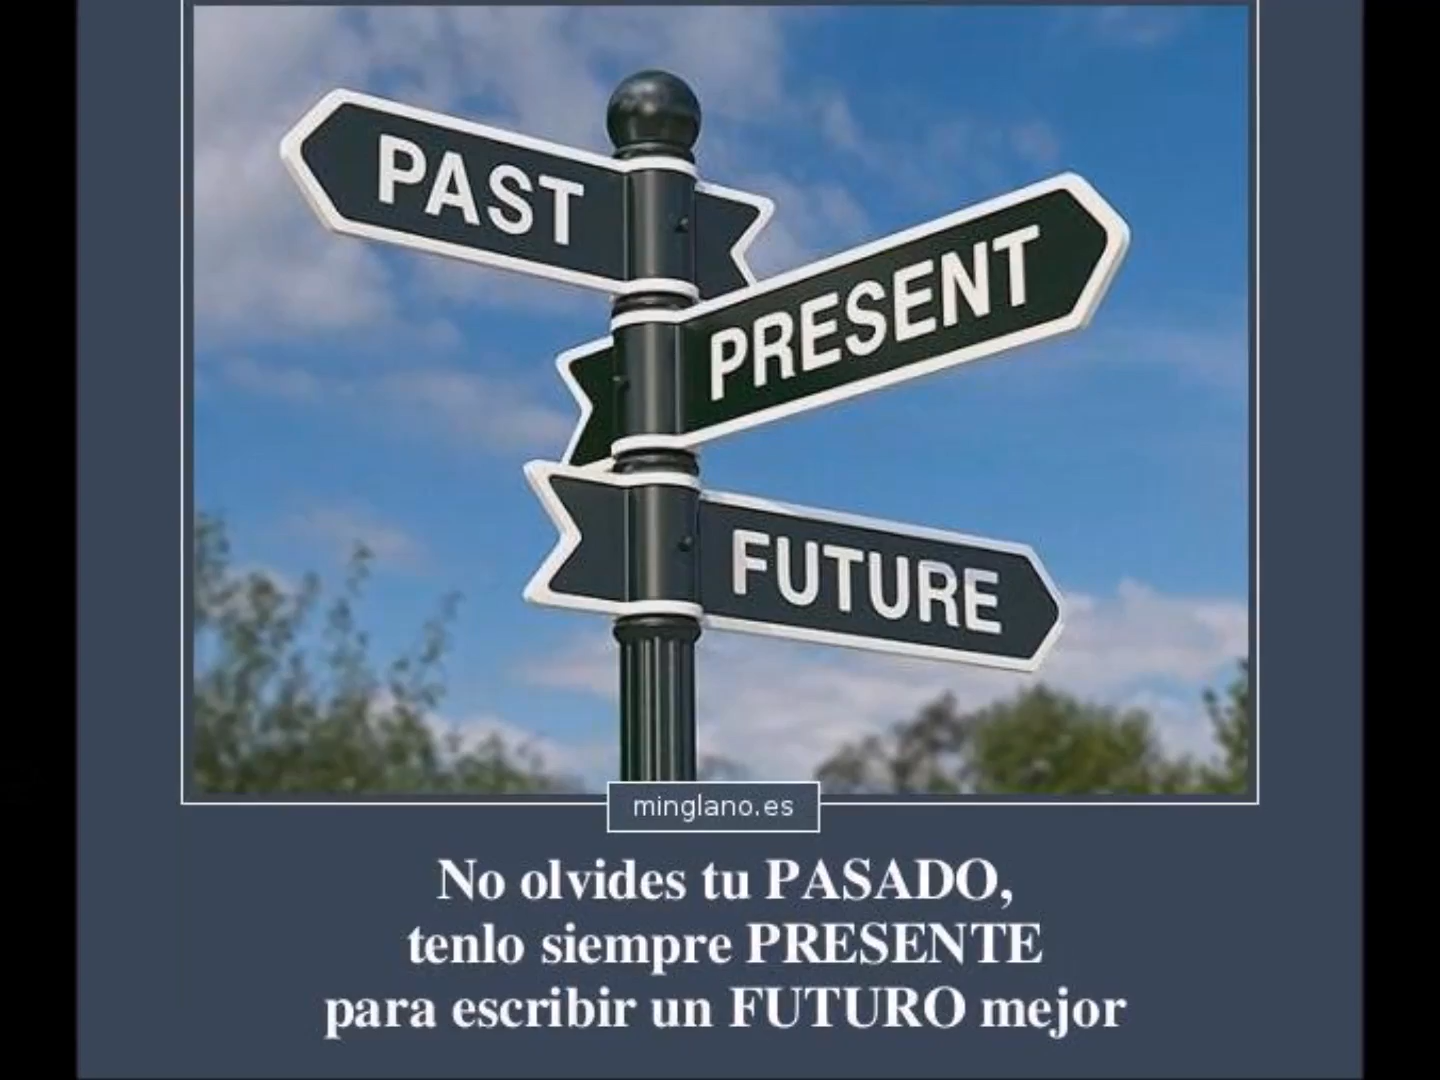 PAST
PRESENT
FUTURE
minglano.es
No olvides tu PASADO,
tenlo siempre PRESENTE
para escribir un FUTURO mejor